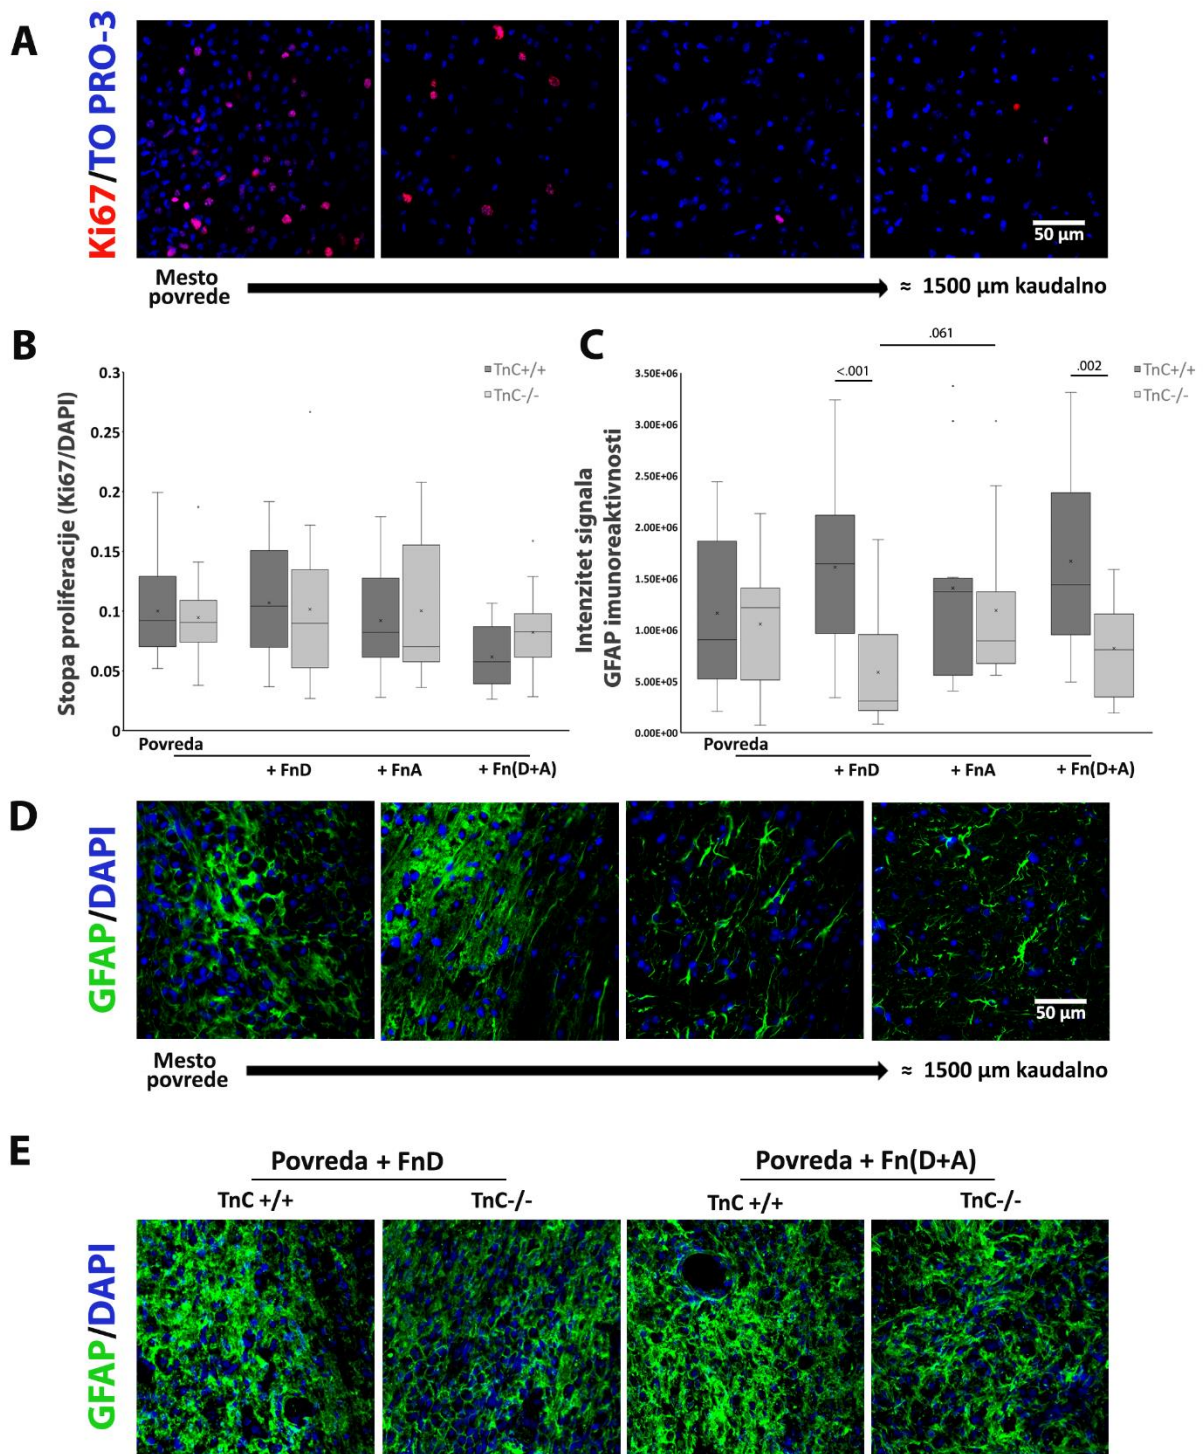 A
Ki67/TO PRO-3
50 µm
Mesto
povrede
≈ 1500 µm kaudalno
B
Stopa proliferacije (Ki67/DAPI)
0.3
0.25
0.2
0.15
0.1
0.05
0
TnC+/+
TnC-/-
Povreda
+ FnD
+ FnA
+ Fn(D+A)
C
Intenzitet signala
GFAP imunoreaktivnosti
3.50E+06
3.00E+06
2.50E+06
2.00E+06
1.50E+06
1.00E+06
5.00E+05
0.00E+00
.061
<.001
.002
TnC+/+
TnC-/-
Povreda
+ FnD
+ FnA
+ Fn(D+A)
D
GFAP/DAPI
50 µm
Mesto
povrede
≈ 1500 µm kaudalno
E
Povreda + FnD
Povreda + Fn(D+A)
TnC +/+
TnC-/-
TnC +/+
TnC-/-
GFAP/DAPI